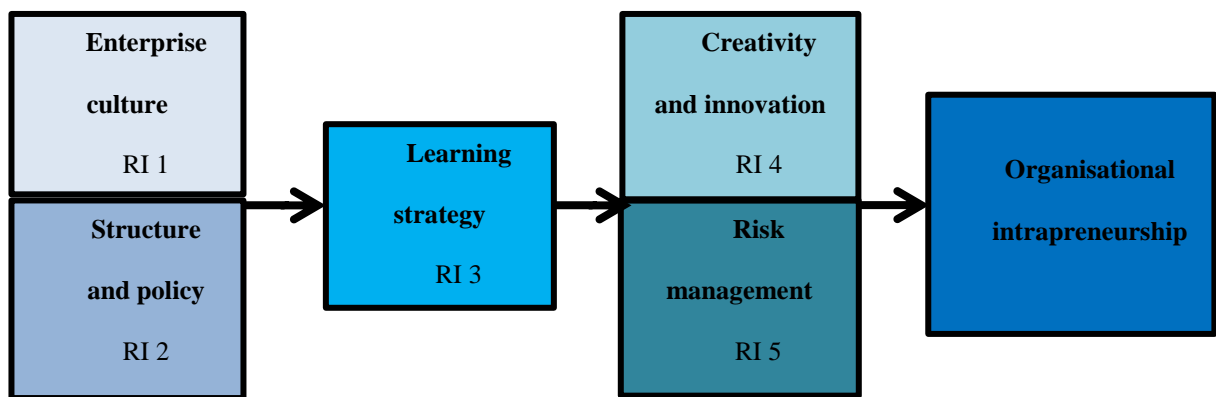 Enterprise
culture
RI 1
Structure
and policy
RI 2
Learning
strategy
RI 3
Creativity
and innovation
RI 4
Risk
management
RI 5
Organisational
intrapreneurship